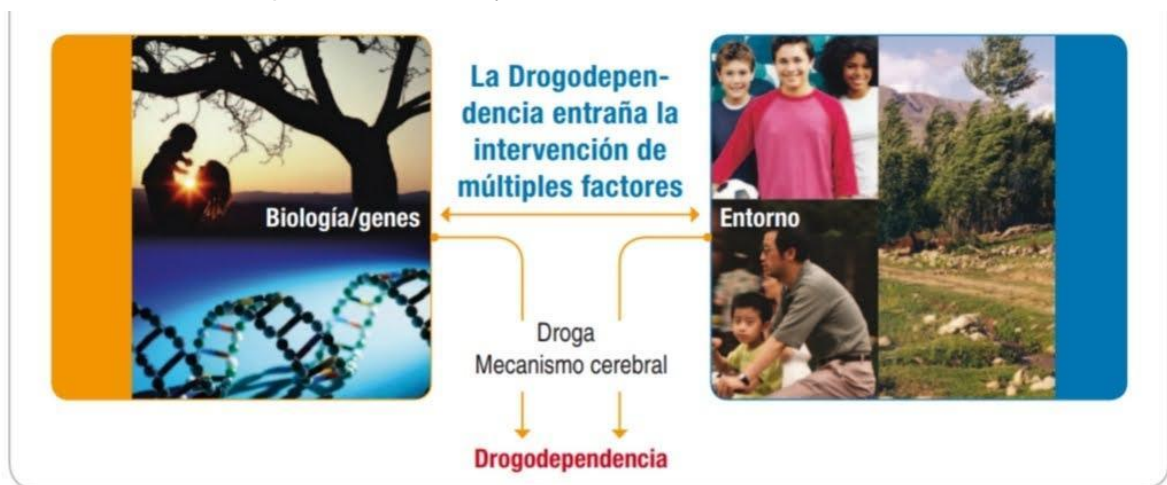 La Drogodepen-
dencia entraña la
intervención de
múltiples factores
Biología/genes
Entorno
Droga
Mecanismo cerebral
Drogodependencia